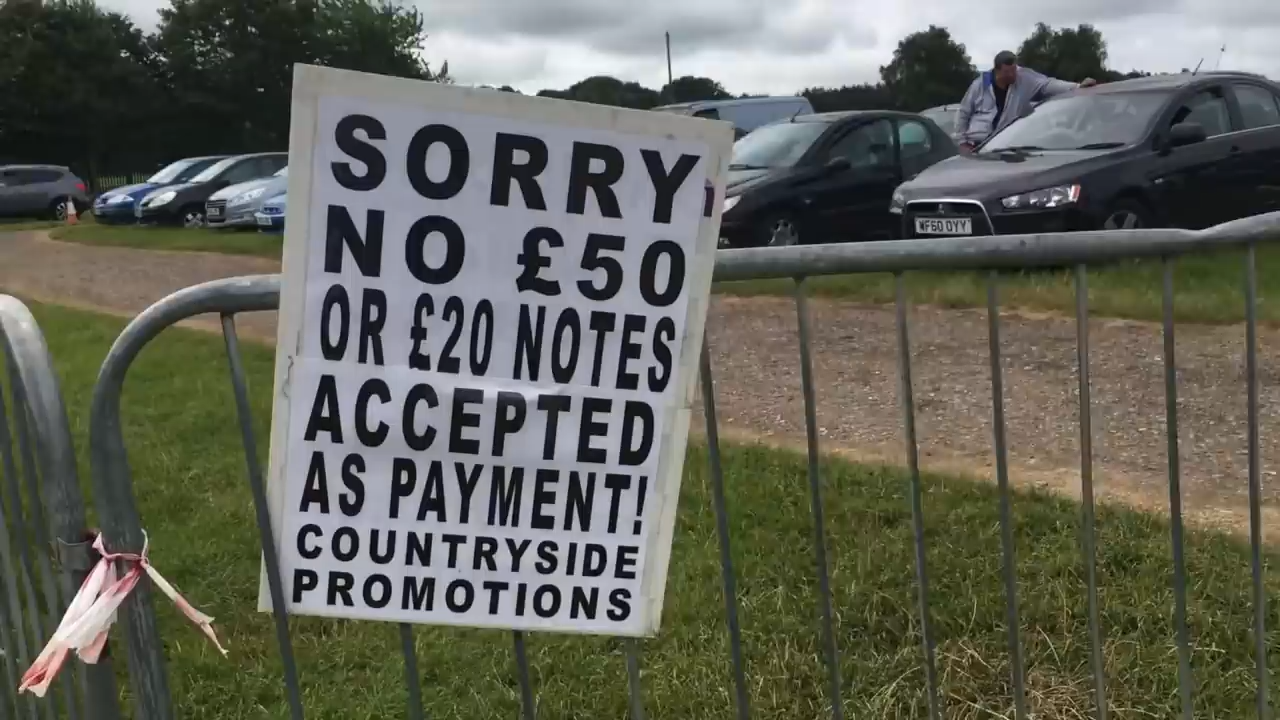 SORRY
NO £50
OR £20 NOTES
ACCEPTED
AS PAYMENT!
COUNTRYSIDE
PROMOTIONS
WF60 OYY